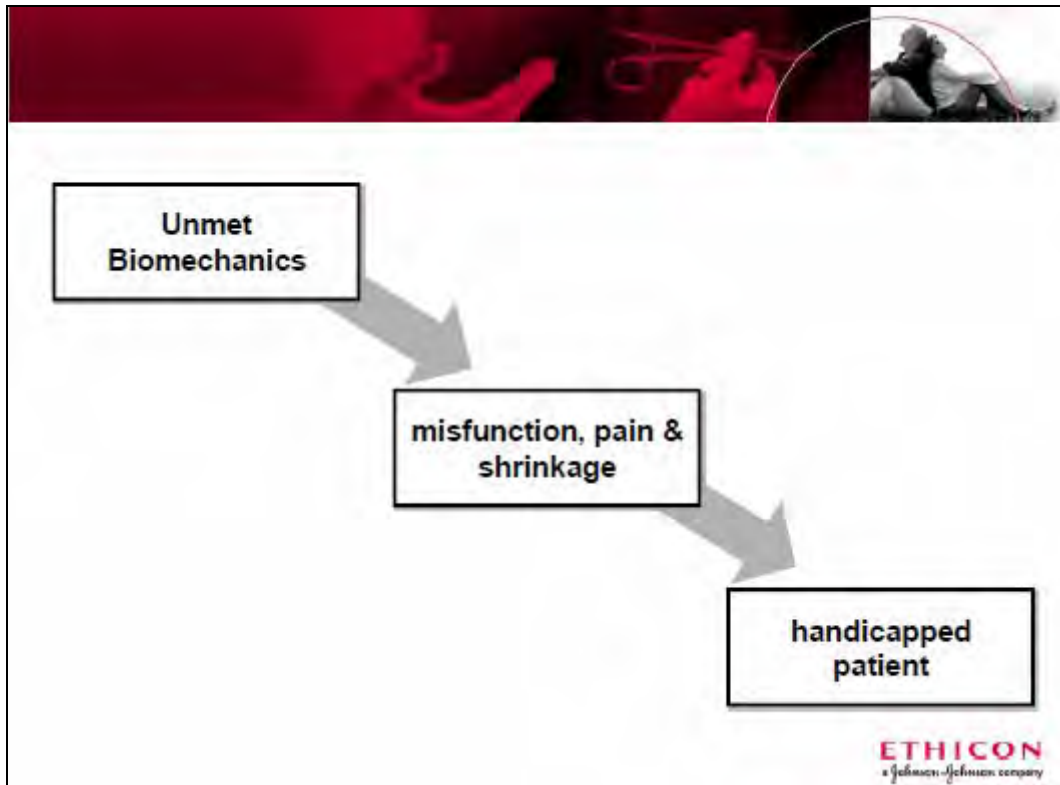 Unmet
Biomechanics
misfunction, pain &
shrinkage
handicapped
patient
ETHICON
a Johnson-Johnson company